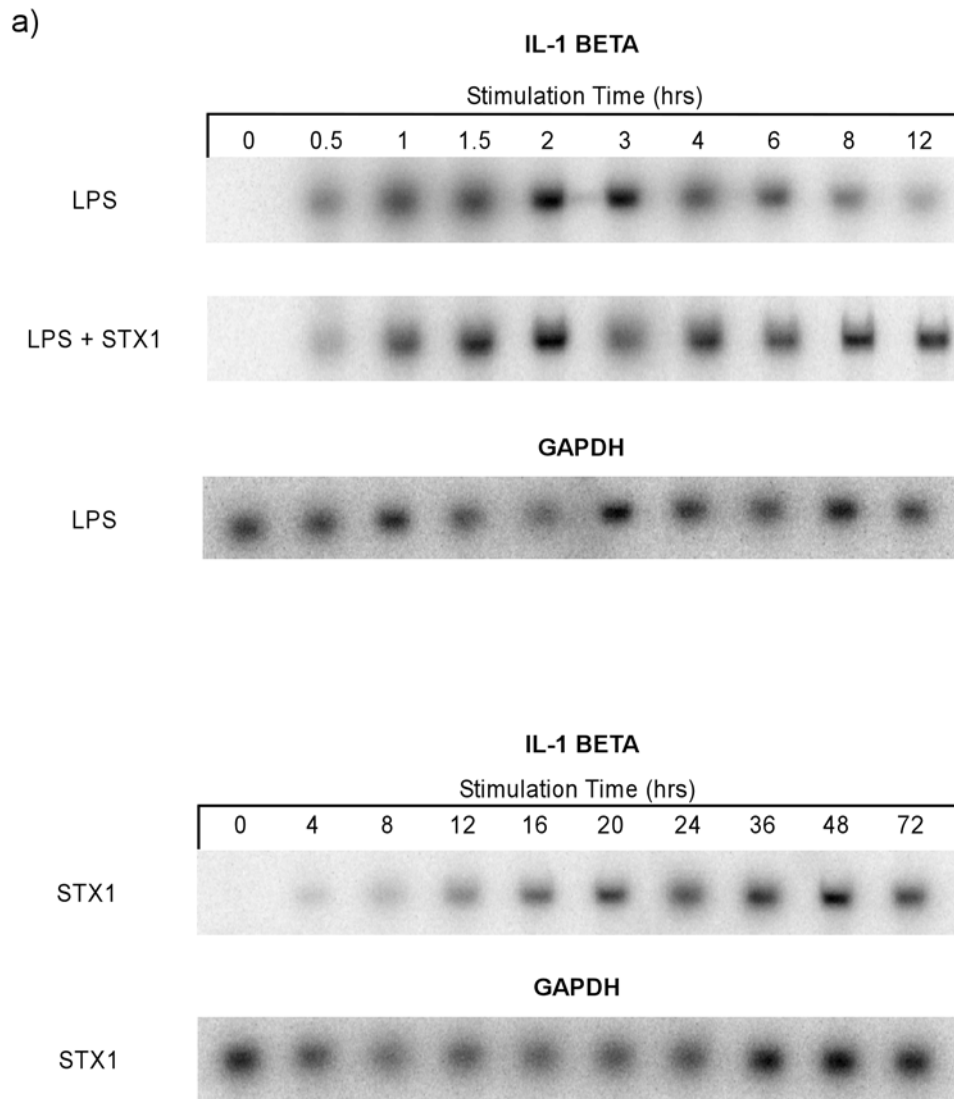 a)
IL-1 BETA
Stimulation Time (hrs)
0 0.5 1 1.5 2 3 4 6 8 12
LPS
LPS + STX1
GAPDH
LPS
IL-1 BETA
Stimulation Time (hrs)
0 4 8 12 16 20 24 36 48 72
STX1
GAPDH
STX1